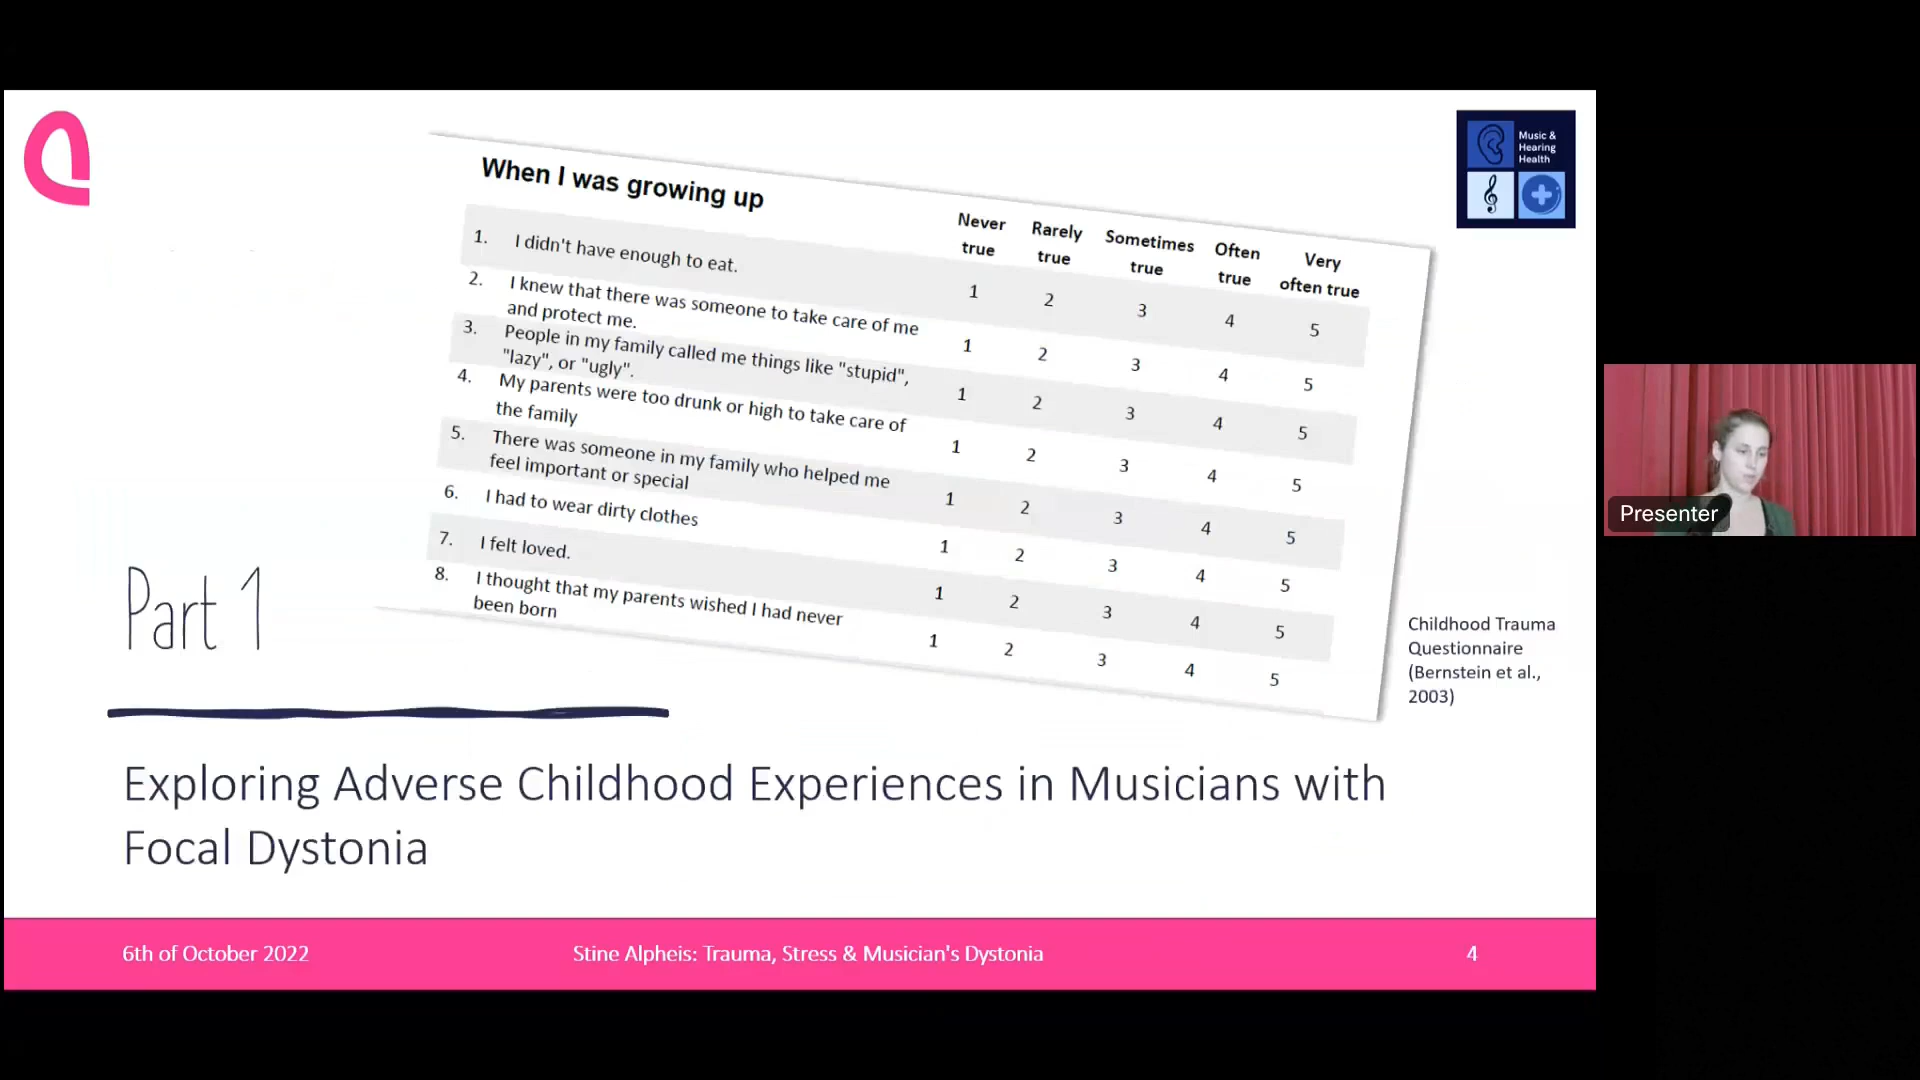 Music &
Hearing
Health
When I was growing up
Never true
Rarely true
Sometimes true
Often true
Very often true
1. I didn't have enough to eat. 1 2 3 4 5
2. I knew that there was someone to take care of me
and protect me. 1 2 3 4 5
3. People in my family called me things like "stupid",
"lazy", or "ugly". 1 2 3 4 5
4. My parents were too drunk or high to take care of
the family 1 2 3 4 5
5. There was someone in my family who helped me
feel important or special 1 2 3 4 5
6. I had to wear dirty clothes 1 2 3 4 5
7. I felt loved. 1 2 3 4 5
8. I thought that my parents wished I had never
been born 1 2 3 4 5
Part 1
Childhood Trauma
Questionnaire
(Bernstein et al.,
2003)
Exploring Adverse Childhood Experiences in Musicians with
Focal Dystonia
6th of October 2022
Stine Alpheis: Trauma, Stress & Musician's Dystonia
4
Presenter